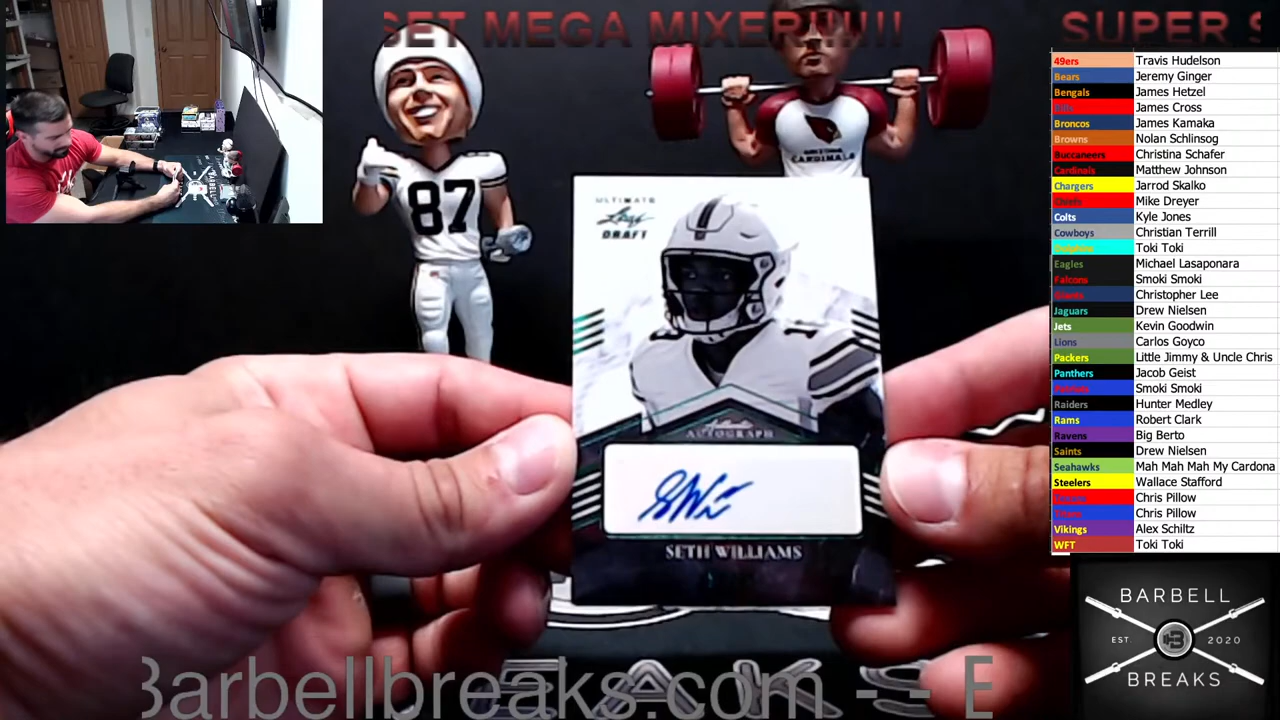 SET MEGA MIXER!!!!!!
SUPER S
87
CARDINALS
ULTIMATE
Leaf
DRAFT
AUTOGRAPH
SETH WILLIAMS
49ers Travis Hudelson
Bears Jeremy Ginger
Bengals James Hetzel
Bills James Cross
Broncos James Kamaka
Browns Nolan Schlinsog
Buccaneers Christina Schafer
Cardinals Matthew Johnson
Chargers Jarrod Skalko
Chiefs Mike Dreyer
Colts Kyle Jones
Cowboys Christian Terrill
Dolphins Toki Toki
Eagles Michael Lasaponara
Falcons Smoki Smoki
Giants Christopher Lee
Jaguars Drew Nielsen
Jets Kevin Goodwin
Lions Carlos Goyco
Packers Little Jimmy & Uncle Chris
Panthers Jacob Geist
Patriots Smoki Smoki
Raiders Hunter Medley
Rams Robert Clark
Ravens Big Berto
Saints Drew Nielsen
Seahawks Mah Mah Mah My Cardona
Steelers Wallace Stafford
Texans Chris Pillow
Titans Chris Pillow
Vikings Alex Schiltz
WFT Toki Toki
BARBELL
EST. 2020
BREAKS
Barbellbreaks.com - - E